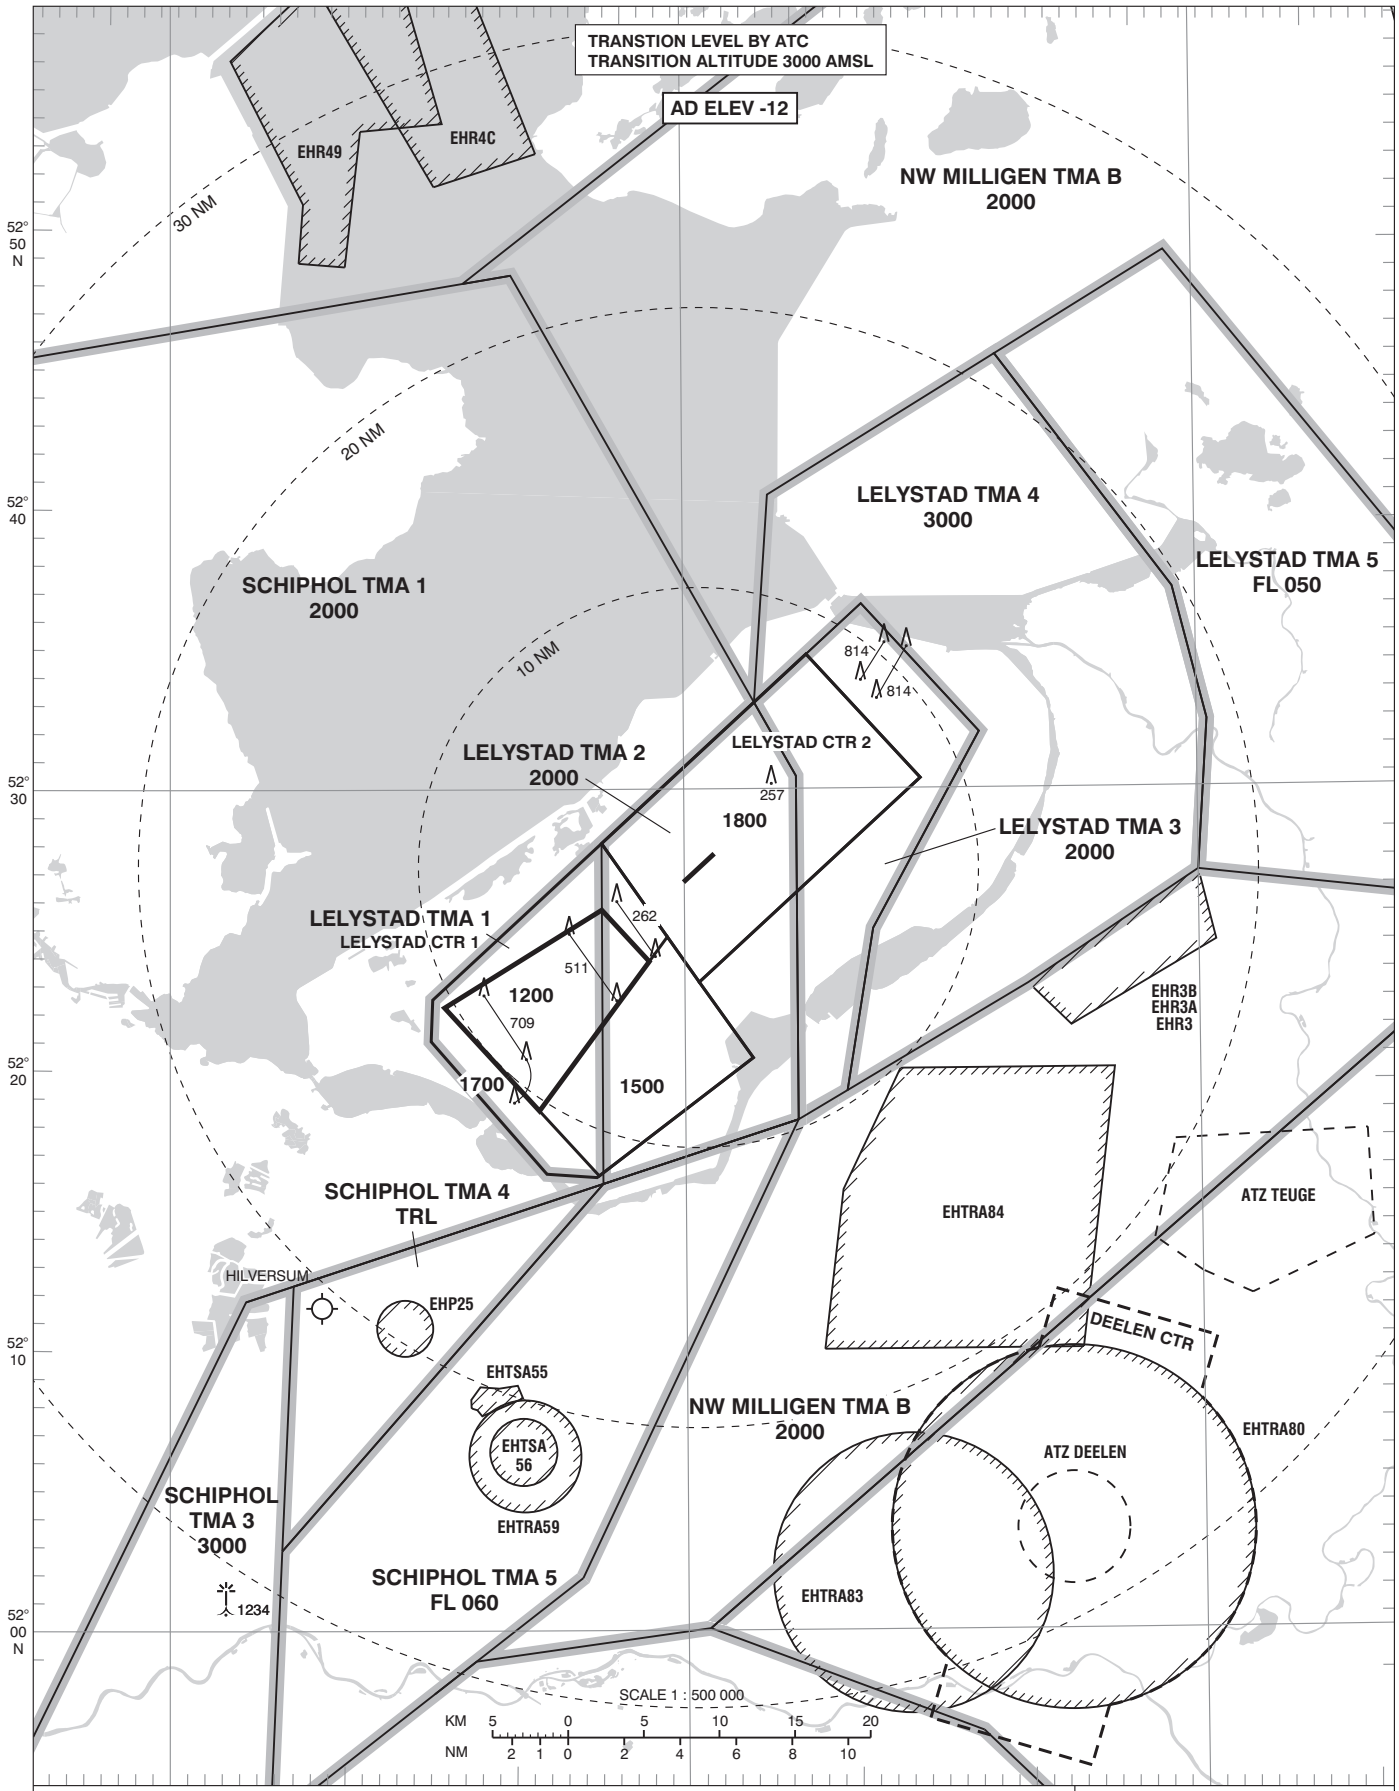 TRANSTION LEVEL BY ATC
TRANSITION ALTITUDE 3000 AMSL
AD ELEV -12
EHR49
EHR4C
NW MILLIGEN TMA B
2000
30 NM
52°
50
N
20 NM
52°
40
LELYSTAD TMA 4
3000
LELYSTAD TMA 5
FL 050
SCHIPHOL TMA 1
2000
10 NM
814
814
LELYSTAD CTR 2
LELYSTAD TMA 2
2000
257
52°
30
1800
LELYSTAD TMA 3
2000
LELYSTAD TMA 1
LELYSTAD CTR 1
262
511
1200
709
EHR3B
EHR3A
EHR3
52°
20
1700
1500
SCHIPHOL TMA 4
TRL
EHTRA84
ATZ TEUGE
HILVERSUM
EHP25
DEELEN CTR
52°
10
EHTSA55
NW MILLIGEN TMA B
2000
EHTRA80
EHTSA
56
ATZ DEELEN
SCHIPHOL
TMA 3
3000
EHTRA59
SCHIPHOL TMA 5
FL 060
EHTRA83
1234
52°
00
N
SCALE 1 : 500 000
KM 5 0 5 10 15 20
NM 2 1 0 2 4 6 8 10